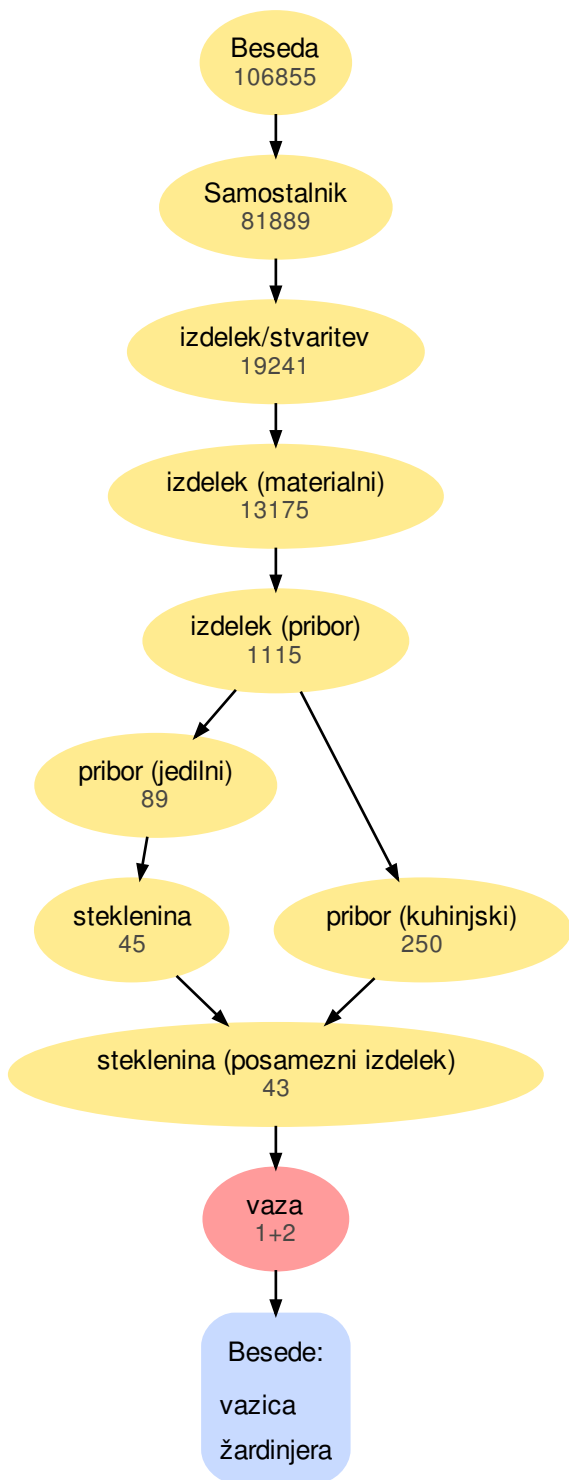 Beseda
106855
Samostalnik
81889
izdelek/stvaritev
19241
izdelek (materialni)
13175
izdelek (pribor)
1115
pribor (jedilni)
89
steklenina
45
pribor (kuhinjski)
250
steklenina (posamezni izdelek)
43
vaza
1+2
Besede:
vazica
žardinjera